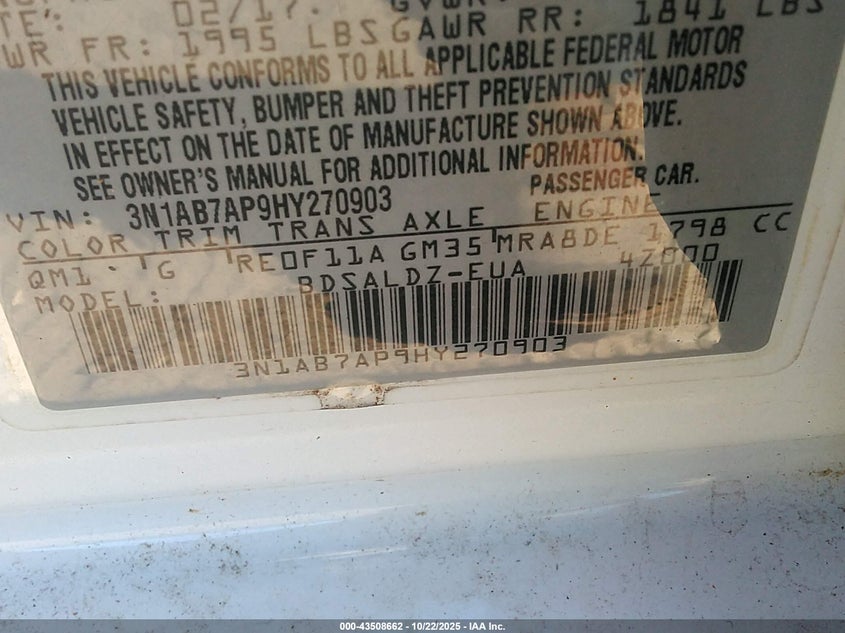 TE: 02/17.
WR FR: 1995 LBS GAWR RR: 1841 LBS
THIS VEHICLE CONFORMS TO ALL APPLICABLE FEDERAL MOTOR
VEHICLE SAFETY, BUMPER AND THEFT PREVENTION STANDARDS
IN EFFECT ON THE DATE OF MANUFACTURE SHOWN ABOVE.
SEE OWNER'S MANUAL FOR ADDITIONAL INFORMATION.
PASSENGER CAR.
VIN: 3N1AB7AP9HY270903
COLOR TRIM TRANS AXLE ENGINE
QM1 G RE0F11A GM35 MRA8DE 1798 CC
MODEL: BDSALDZ-EUA 42000
3N1AB7AP9HY270903
000-43508662 | 10/22/2025 - IAA Inc.